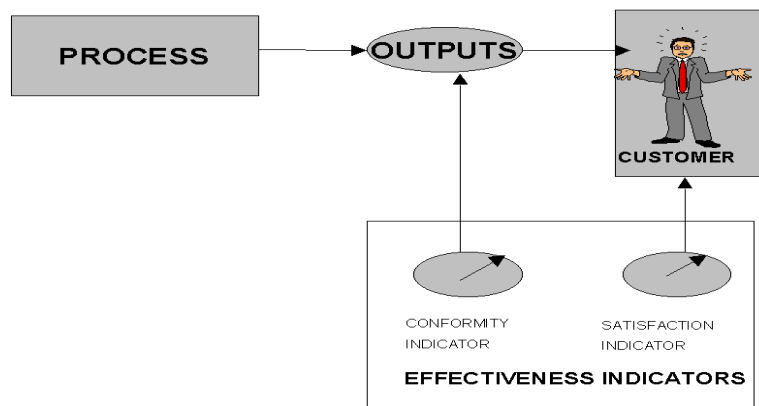 PROCESS
OUTPUTS
CUSTOMER
CONFORMITY
INDICATOR
SATISFACTION
INDICATOR
EFFECTIVENESS INDICATORS